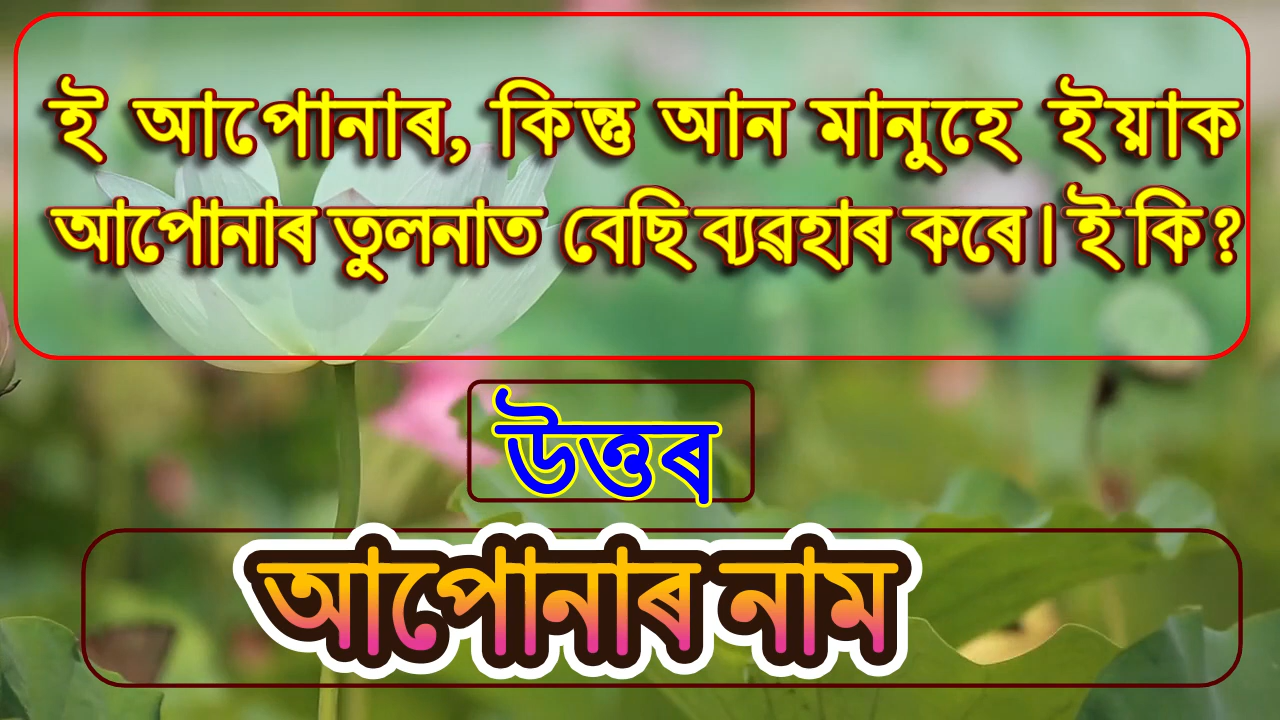 ই আপোনাৰ, কিন্তু আন মানুহে ইয়াক
আপোনাৰ তুলনাত বেছি ব্যৱহাৰ কৰে। ই কি?
উত্তৰ
আপোনাৰ নাম